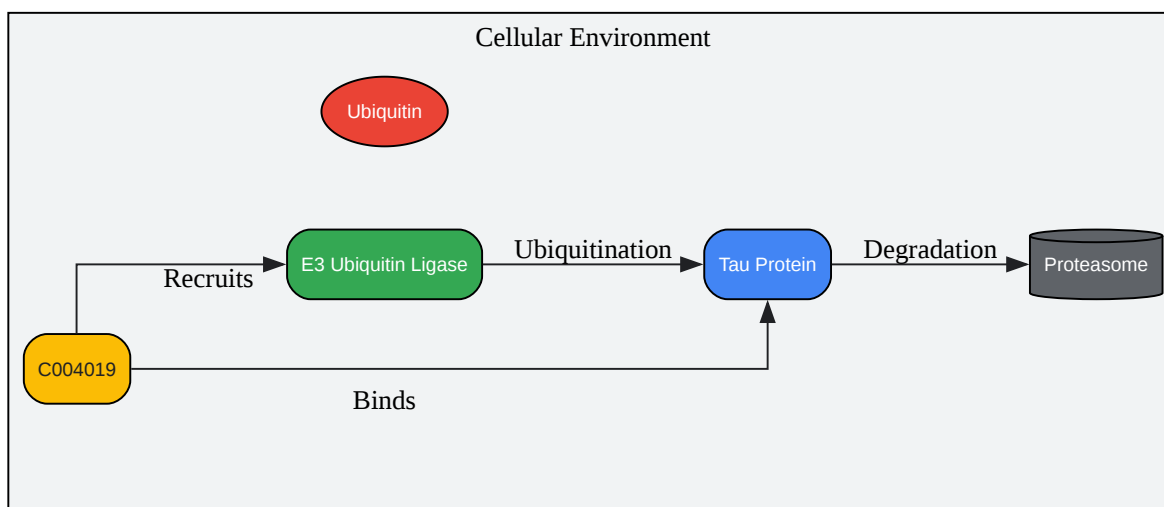 Cellular Environment
Ubiquitin
Recruits
E3 Ubiquitin Ligase
Ubiquitination
Tau Protein
Degradation
Proteasome
C004019
Binds